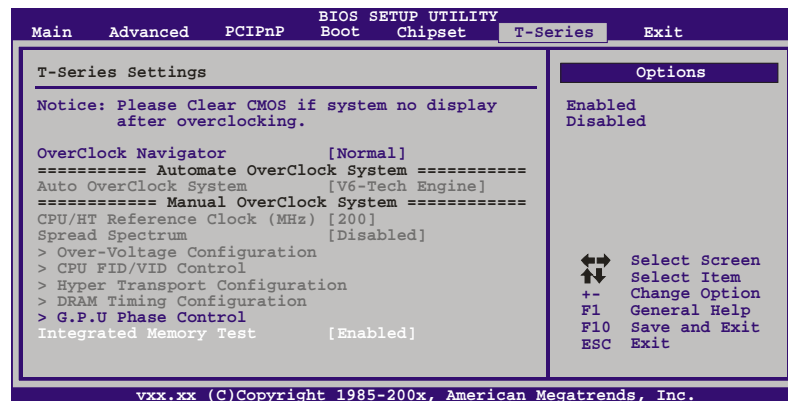 BIOS SETUP UTILITY
Main Advanced PCIPnP Boot Chipset T-Series Exit
T-Series Settings
Notice: Please Clear CMOS if system no display
after overclocking.
OverClock Navigator [Normal]
=========== Automate OverClock System ===========
Auto OverClock System [V6-Tech Engine]
============ Manual OverClock System ============
CPU/HT Reference Clock (MHz) [200]
Spread Spectrum [Disabled]
> Over-Voltage Configuration
> CPU FID/VID Control
> Hyper Transport Configuration
> DRAM Timing Configuration
> G.P.U Phase Control
Integrated Memory Test [Enabled]
Options
Enabled
Disabled
Select Screen
Select Item
+- Change Option
F1 General Help
F10 Save and Exit
ESC Exit
vxx.xx (C)Copyright 1985-200x, American Megatrends, Inc.